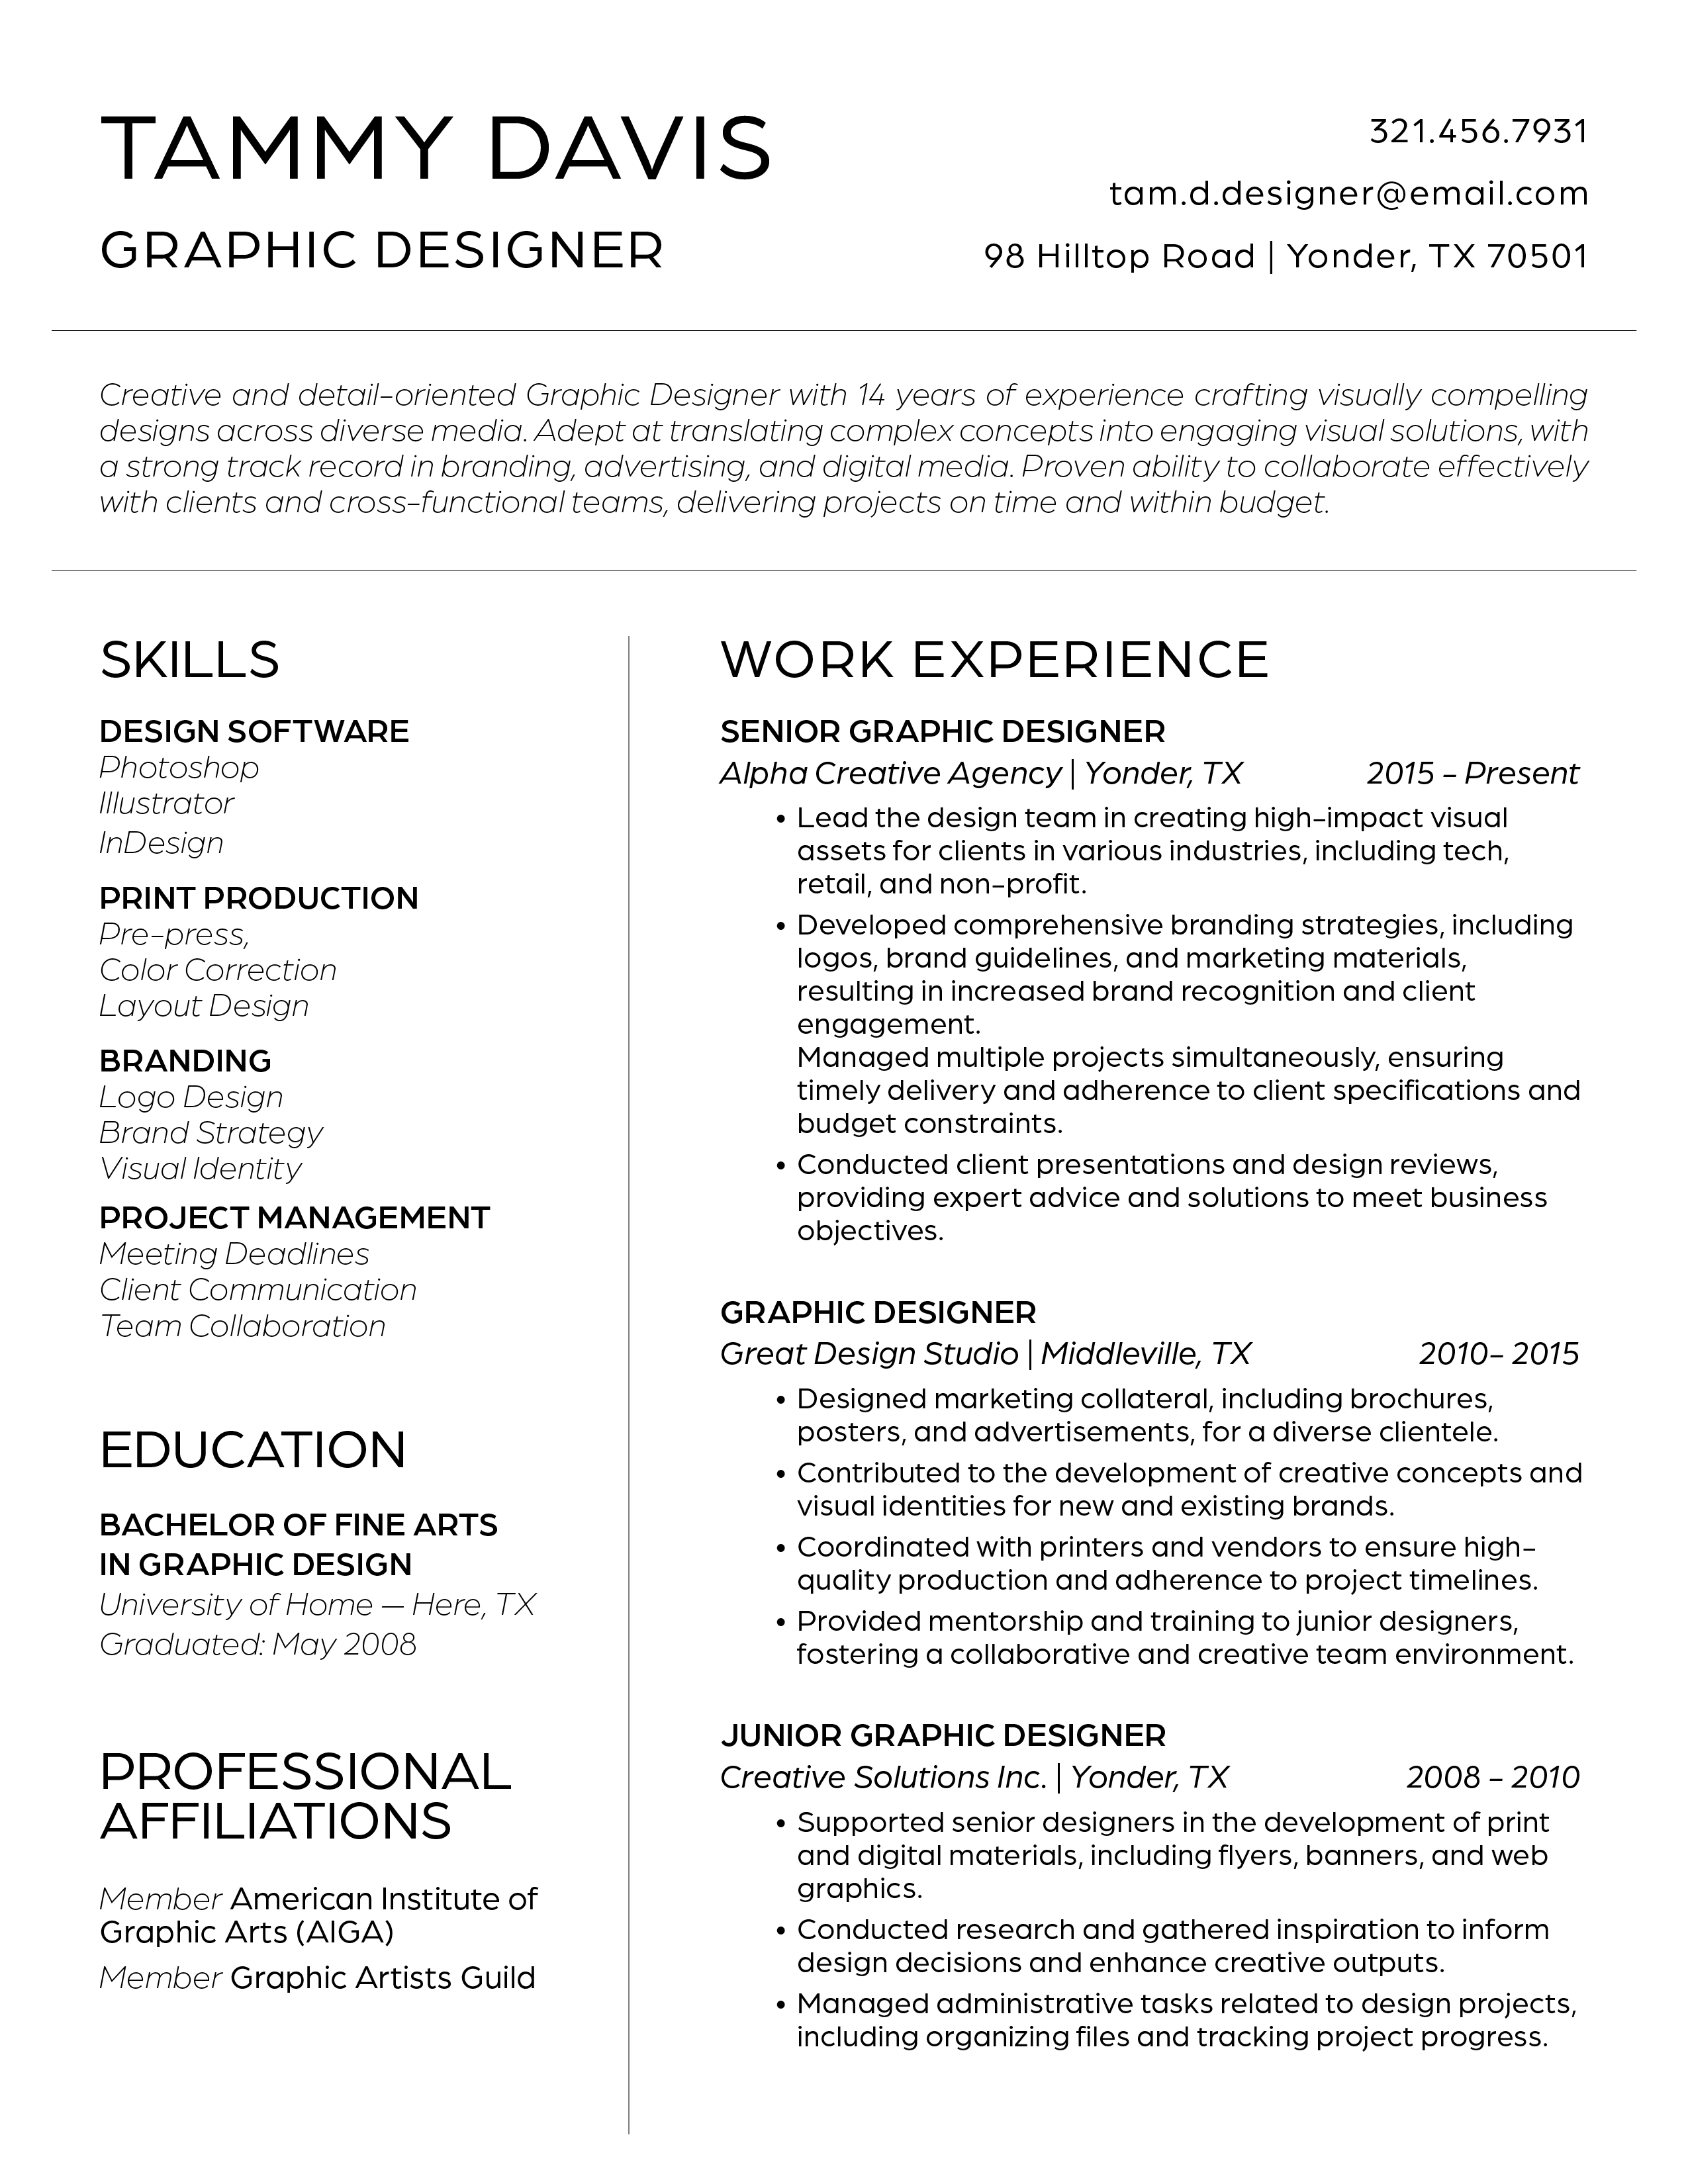 TAMMY DAVIS
GRAPHIC DESIGNER
321.456.7931
tam.d.designer@email.com
98 Hilltop Road | Yonder, TX 70501
Creative and detail-oriented Graphic Designer with 14 years of experience crafting visually compelling
designs across diverse media. Adept at translating complex concepts into engaging visual solutions, with
a strong track record in branding, advertising, and digital media. Proven ability to collaborate effectively
with clients and cross-functional teams, delivering projects on time and within budget.
SKILLS
DESIGN SOFTWARE
Photoshop
Illustrator
InDesign
PRINT PRODUCTION
Pre-press,
Color Correction
Layout Design
BRANDING
Logo Design
Brand Strategy
Visual Identity
PROJECT MANAGEMENT
Meeting Deadlines
Client Communication
Team Collaboration
EDUCATION
BACHELOR OF FINE ARTS
IN GRAPHIC DESIGN
University of Home — Here, TX
Graduated: May 2008
PROFESSIONAL
AFFILIATIONS
Member American Institute of
Graphic Arts (AIGA)
Member Graphic Artists Guild
WORK EXPERIENCE
SENIOR GRAPHIC DESIGNER
Alpha Creative Agency | Yonder, TX 2015 - Present
• Lead the design team in creating high-impact visual
assets for clients in various industries, including tech,
retail, and non-profit.
• Developed comprehensive branding strategies, including
logos, brand guidelines, and marketing materials,
resulting in increased brand recognition and client
engagement.
Managed multiple projects simultaneously, ensuring
timely delivery and adherence to client specifications and
budget constraints.
• Conducted client presentations and design reviews,
providing expert advice and solutions to meet business
objectives.
GRAPHIC DESIGNER
Great Design Studio | Middleville, TX 2010- 2015
• Designed marketing collateral, including brochures,
posters, and advertisements, for a diverse clientele.
• Contributed to the development of creative concepts and
visual identities for new and existing brands.
• Coordinated with printers and vendors to ensure high-
quality production and adherence to project timelines.
• Provided mentorship and training to junior designers,
fostering a collaborative and creative team environment.
JUNIOR GRAPHIC DESIGNER
Creative Solutions Inc. | Yonder, TX 2008 - 2010
• Supported senior designers in the development of print
and digital materials, including flyers, banners, and web
graphics.
• Conducted research and gathered inspiration to inform
design decisions and enhance creative outputs.
• Managed administrative tasks related to design projects,
including organizing files and tracking project progress.